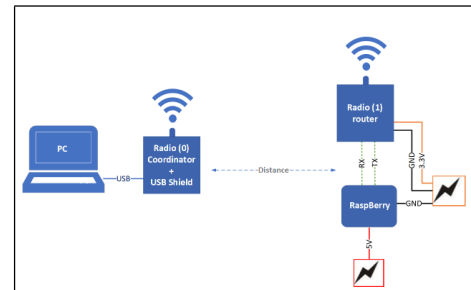 PC
USB
Radio (0)
Coordinator
+
USB Shield
Distance
Radio (1)
router
RX
TX
GND
3.3V
RaspBerry
GND
5V